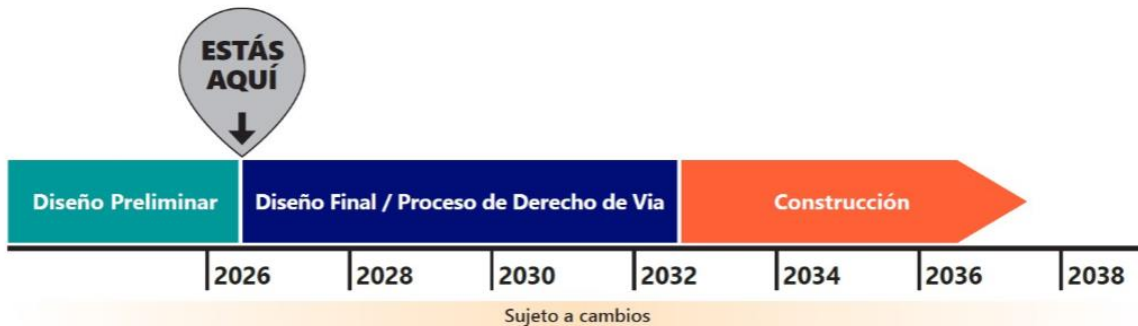 ESTÁS
AQUÍ
Diseño Preliminar
Diseño Final / Proceso de Derecho de Via
Construcción
2026
2028
2030
2032
2034
2036
2038
Sujeto a cambios